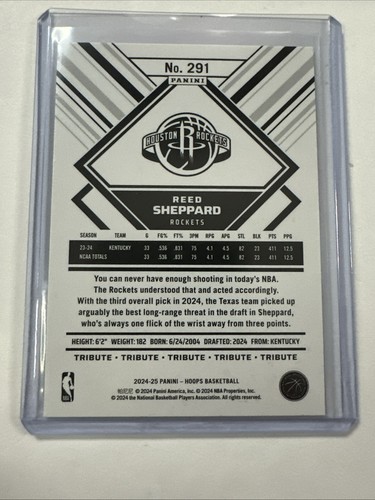 No. 291
PANINI
HOUSTON ROCKETS
REED
SHEPPARD
ROCKETS
SEASON TEAM G FG% FT% 3PM RPG APG STL BLK PTS PPG
23-24 KENTUCKY 33 .536 .831 75 4.1 4.5 82 23 411 12.5
NCAA TOTALS 33 .536 .831 75 4.1 4.5 82 23 411 12.5
You can never have enough shooting in today's NBA.
The Rockets understood that and acted accordingly.
With the third overall pick in 2024, the Texas team picked up
arguably the best long-range threat in the draft in Sheppard,
who's always one flick of the wrist away from three points.
HEIGHT: 6'2" WEIGHT: 182 BORN: 6/24/2004 DRAFTED: 2024 FROM: KENTUCKY
TRIBUTE • TRIBUTE • TRIBUTE • TRIBUTE • TRIBUTE
2024-25 PANINI – HOOPS BASKETBALL
© 2024 Panini America, Inc. © 2024 NBA Properties, Inc.
© 2024 the National Basketball Players Association. All rights reserved.
NBA